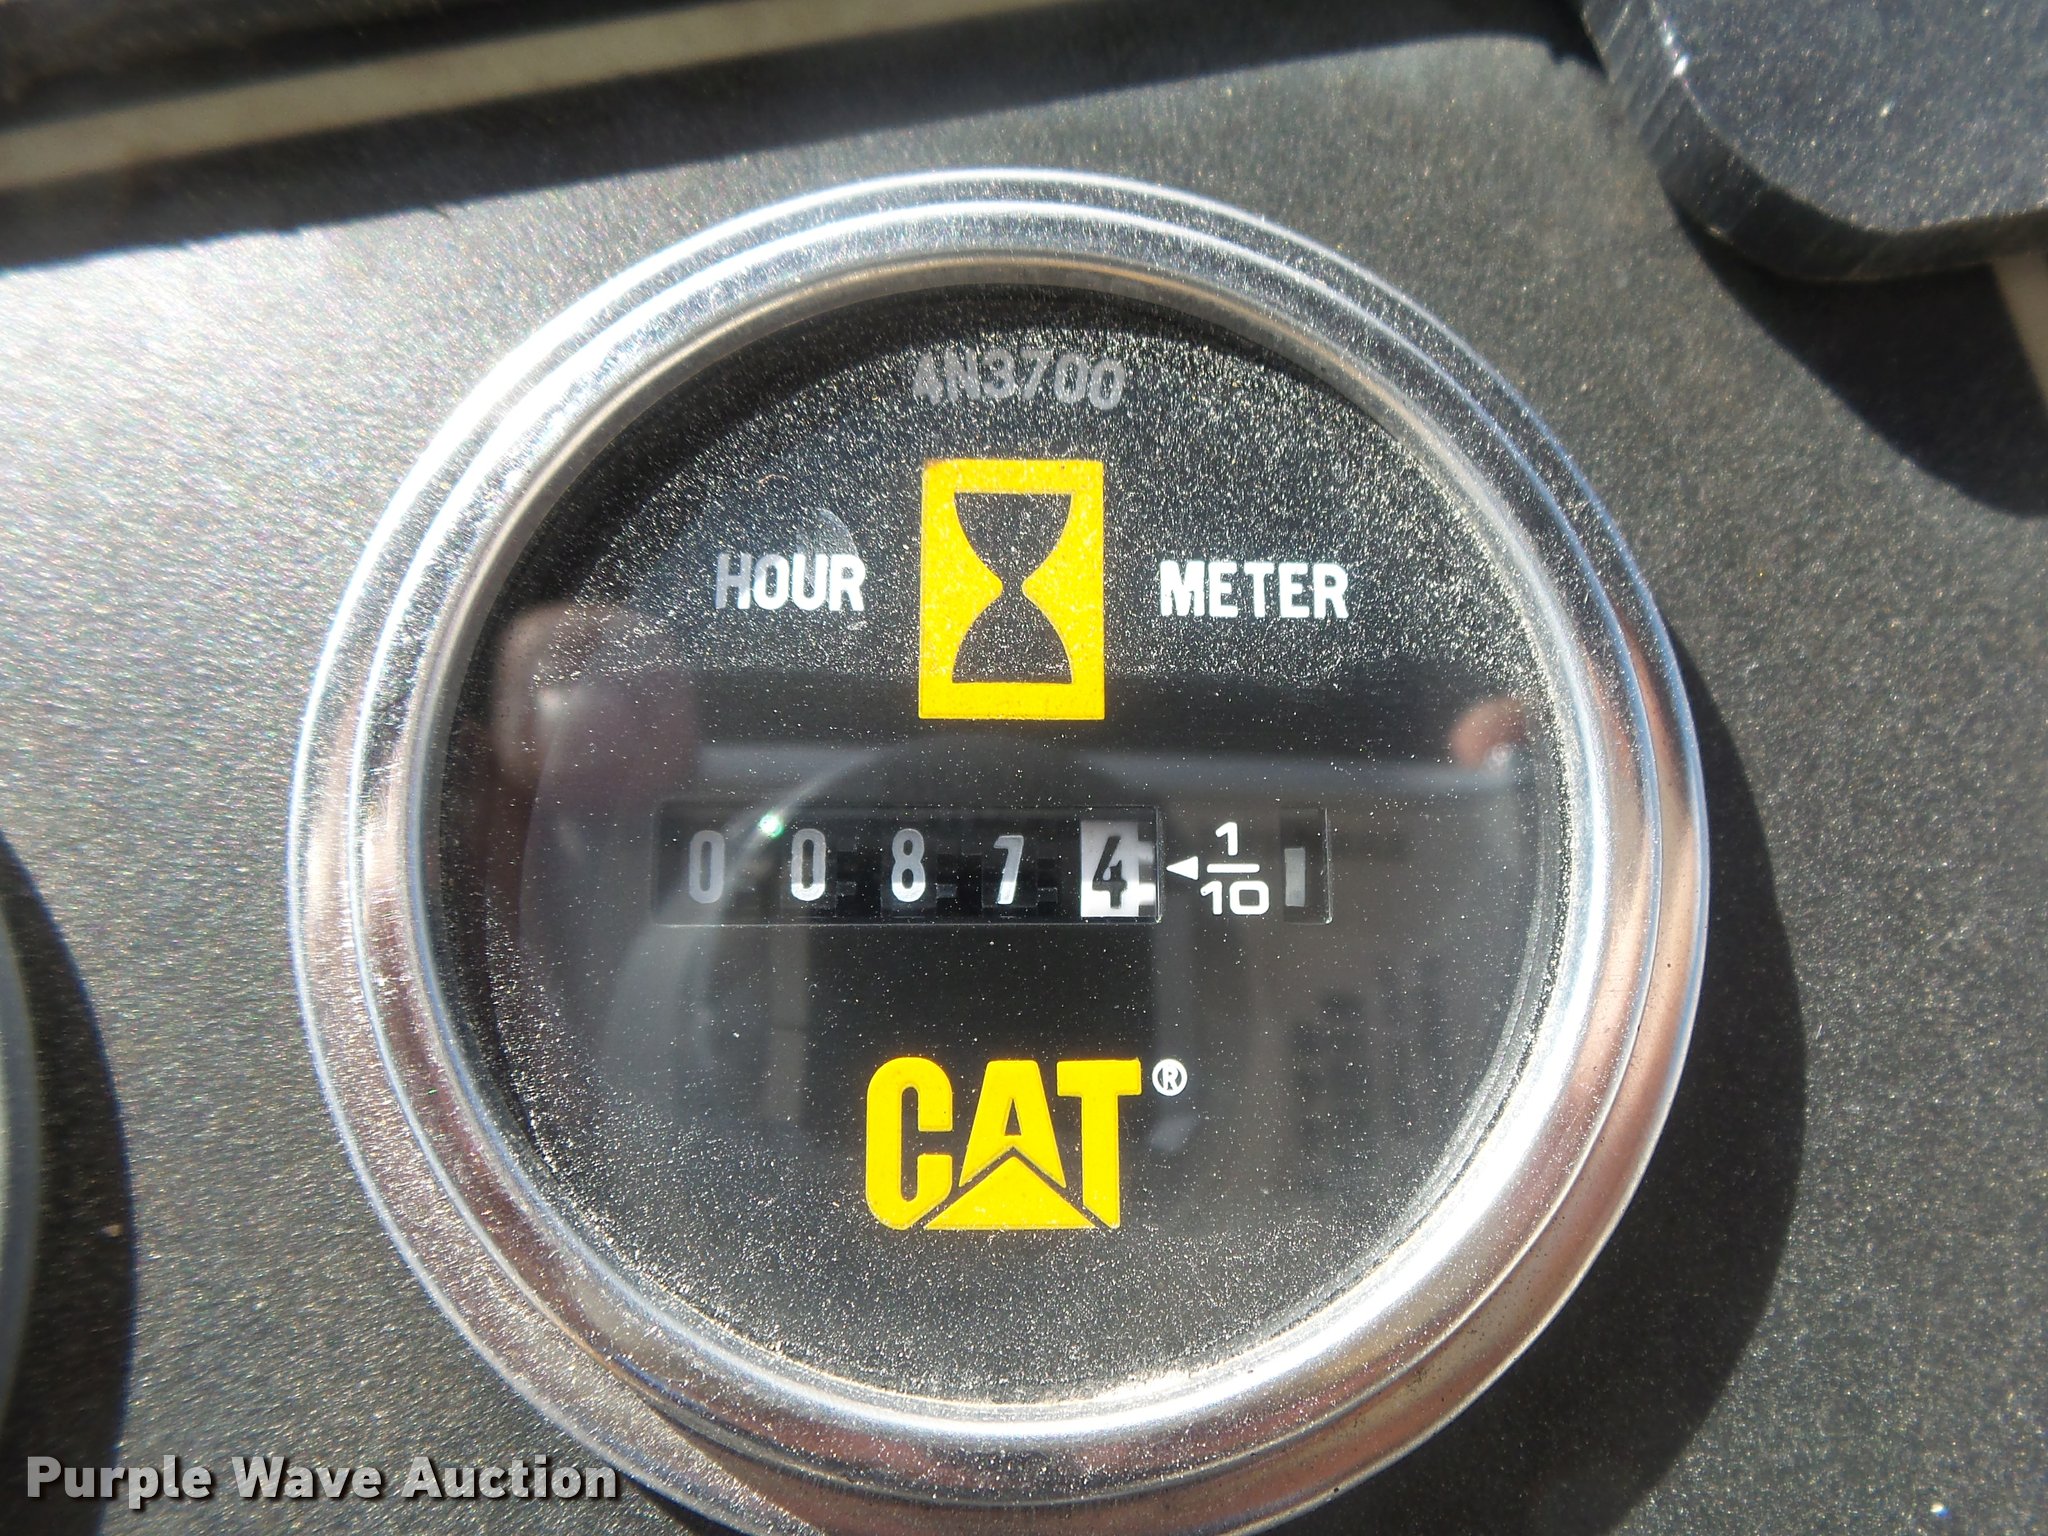 4N3700
HOUR METER
0 0 8 7 4 1/10
CAT®
Purple Wave Auction